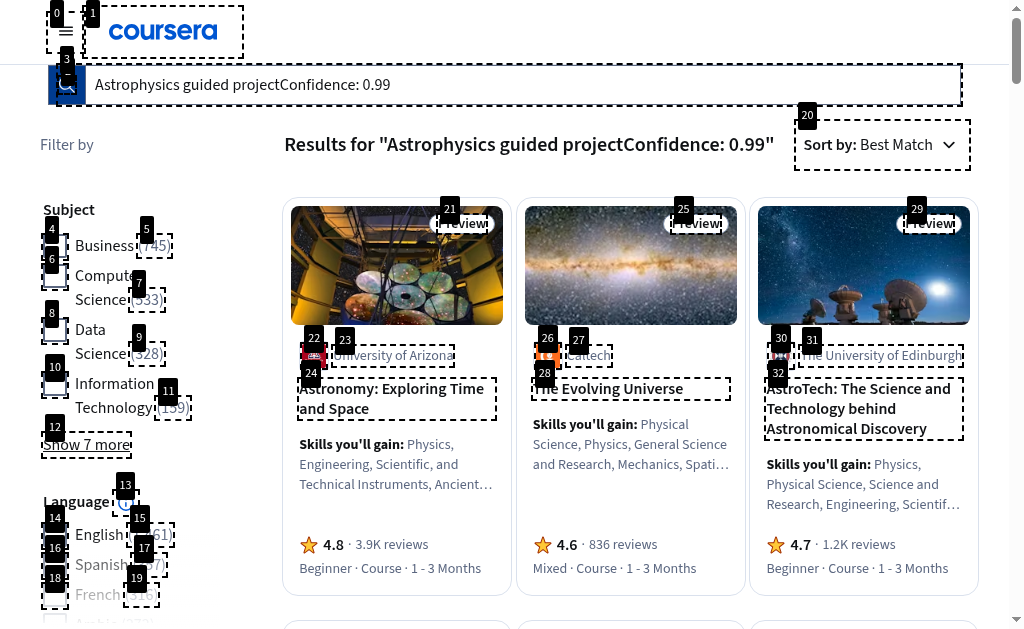 0
1
coursera
3
Astrophysics guided projectConfidence: 0.99
Filter by
Results for "Astrophysics guided projectConfidence: 0.99"
20
Sort by: Best Match
Subject
4
5
Business (745)
6
Compute
7
Science (533)
8
Data
9
Science (328)
10
Information
11
Technology (159)
12
Show 7 more
13
Language
14
15
English
16
17
Spanish
18
19
French (316)
21
Preview
22
23
University of Arizona
24
Astronomy: Exploring Time
and Space
Skills you'll gain: Physics,
Engineering, Scientific, and
Technical Instruments, Ancient…
4.8 · 3.9K reviews
Beginner · Course · 1 - 3 Months
25
Preview
26
27
Caltech
28
The Evolving Universe
Skills you'll gain: Physical
Science, Physics, General Science
and Research, Mechanics, Spati…
4.6 · 836 reviews
Mixed · Course · 1 - 3 Months
29
Preview
30
31
The University of Edinburgh
32
AstroTech: The Science and
Technology behind
Astronomical Discovery
Skills you'll gain: Physics,
Physical Science, Science and
Research, Engineering, Scientif…
4.7 · 1.2K reviews
Beginner · Course · 1 - 3 Months